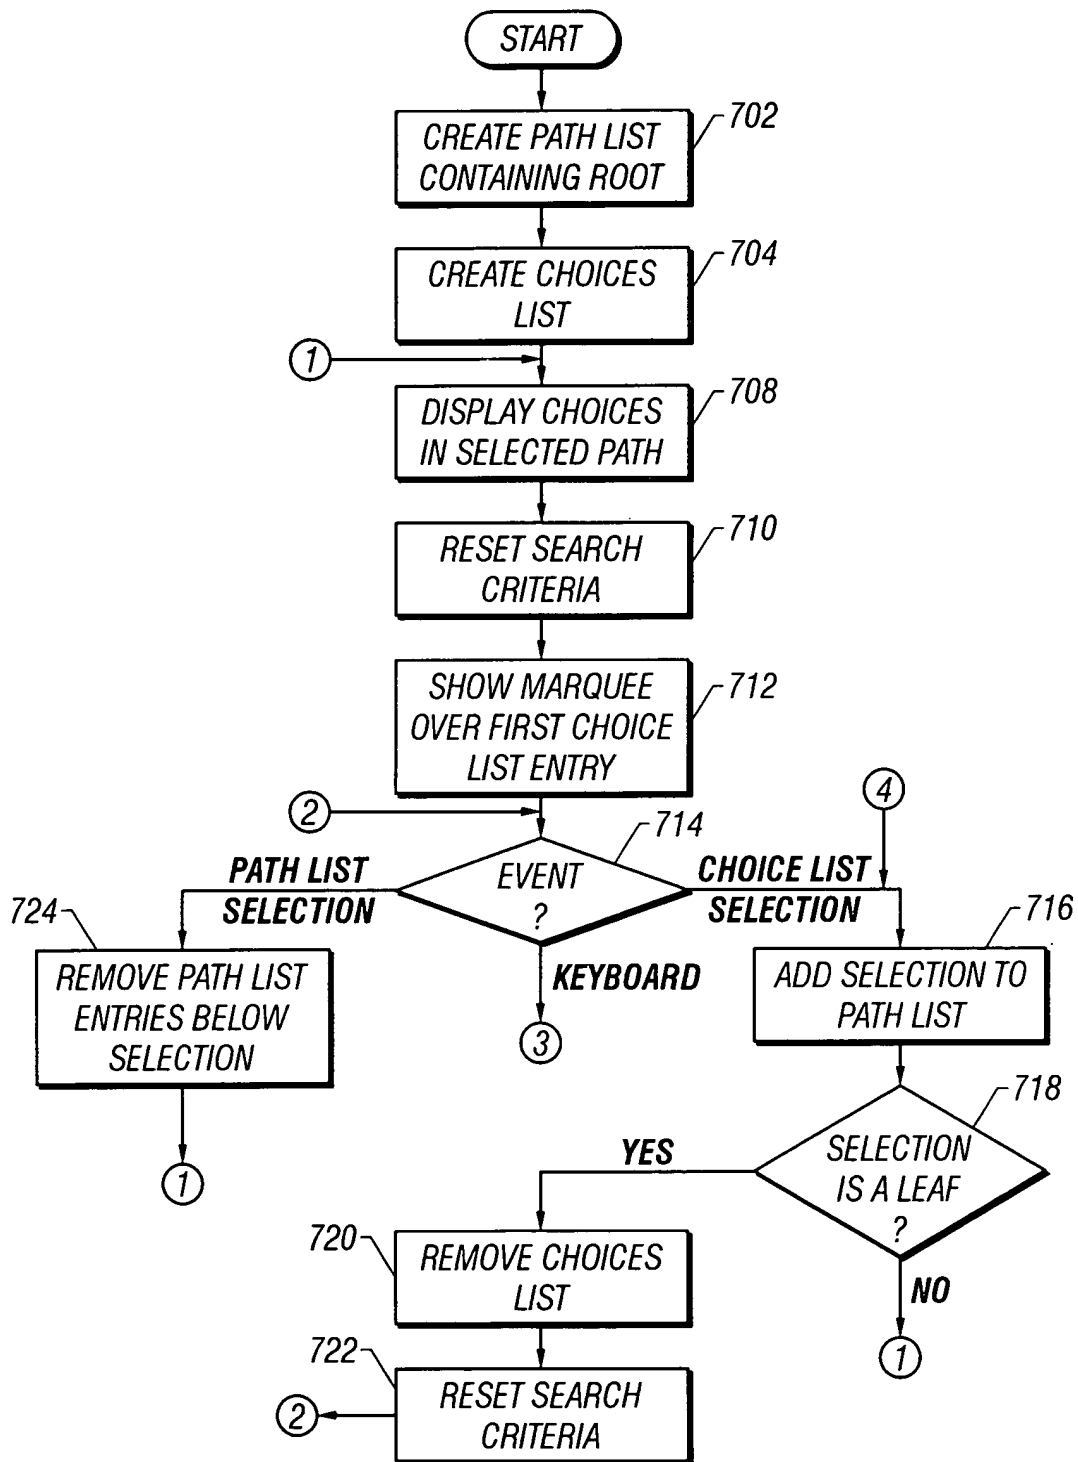 START
CREATE PATH LIST
CONTAINING ROOT
702
CREATE CHOICES
LIST
704
1
DISPLAY CHOICES
IN SELECTED PATH
708
RESET SEARCH
CRITERIA
710
SHOW MARQUEE
OVER FIRST CHOICE
LIST ENTRY
712
2
4
714
EVENT
?
PATH LIST
SELECTION
CHOICE LIST
SELECTION
KEYBOARD
3
724
REMOVE PATH LIST
ENTRIES BELOW
SELECTION
1
716
ADD SELECTION TO
PATH LIST
718
SELECTION
IS A LEAF
?
YES
NO
1
720
REMOVE CHOICES
LIST
722
RESET SEARCH
CRITERIA
2